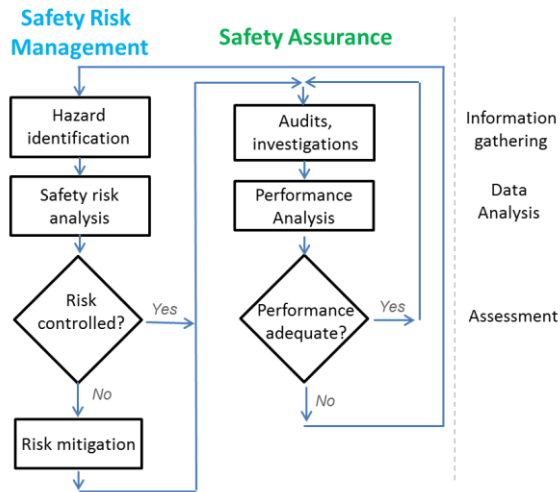 Safety Risk
Management
Safety Assurance
Hazard
identification
Audits,
investigations
Information
gathering
Safety risk
analysis
Performance
Analysis
Data
Analysis
Risk
controlled?
Yes
Performance
adequate?
Yes
Assessment
No
No
Risk mitigation